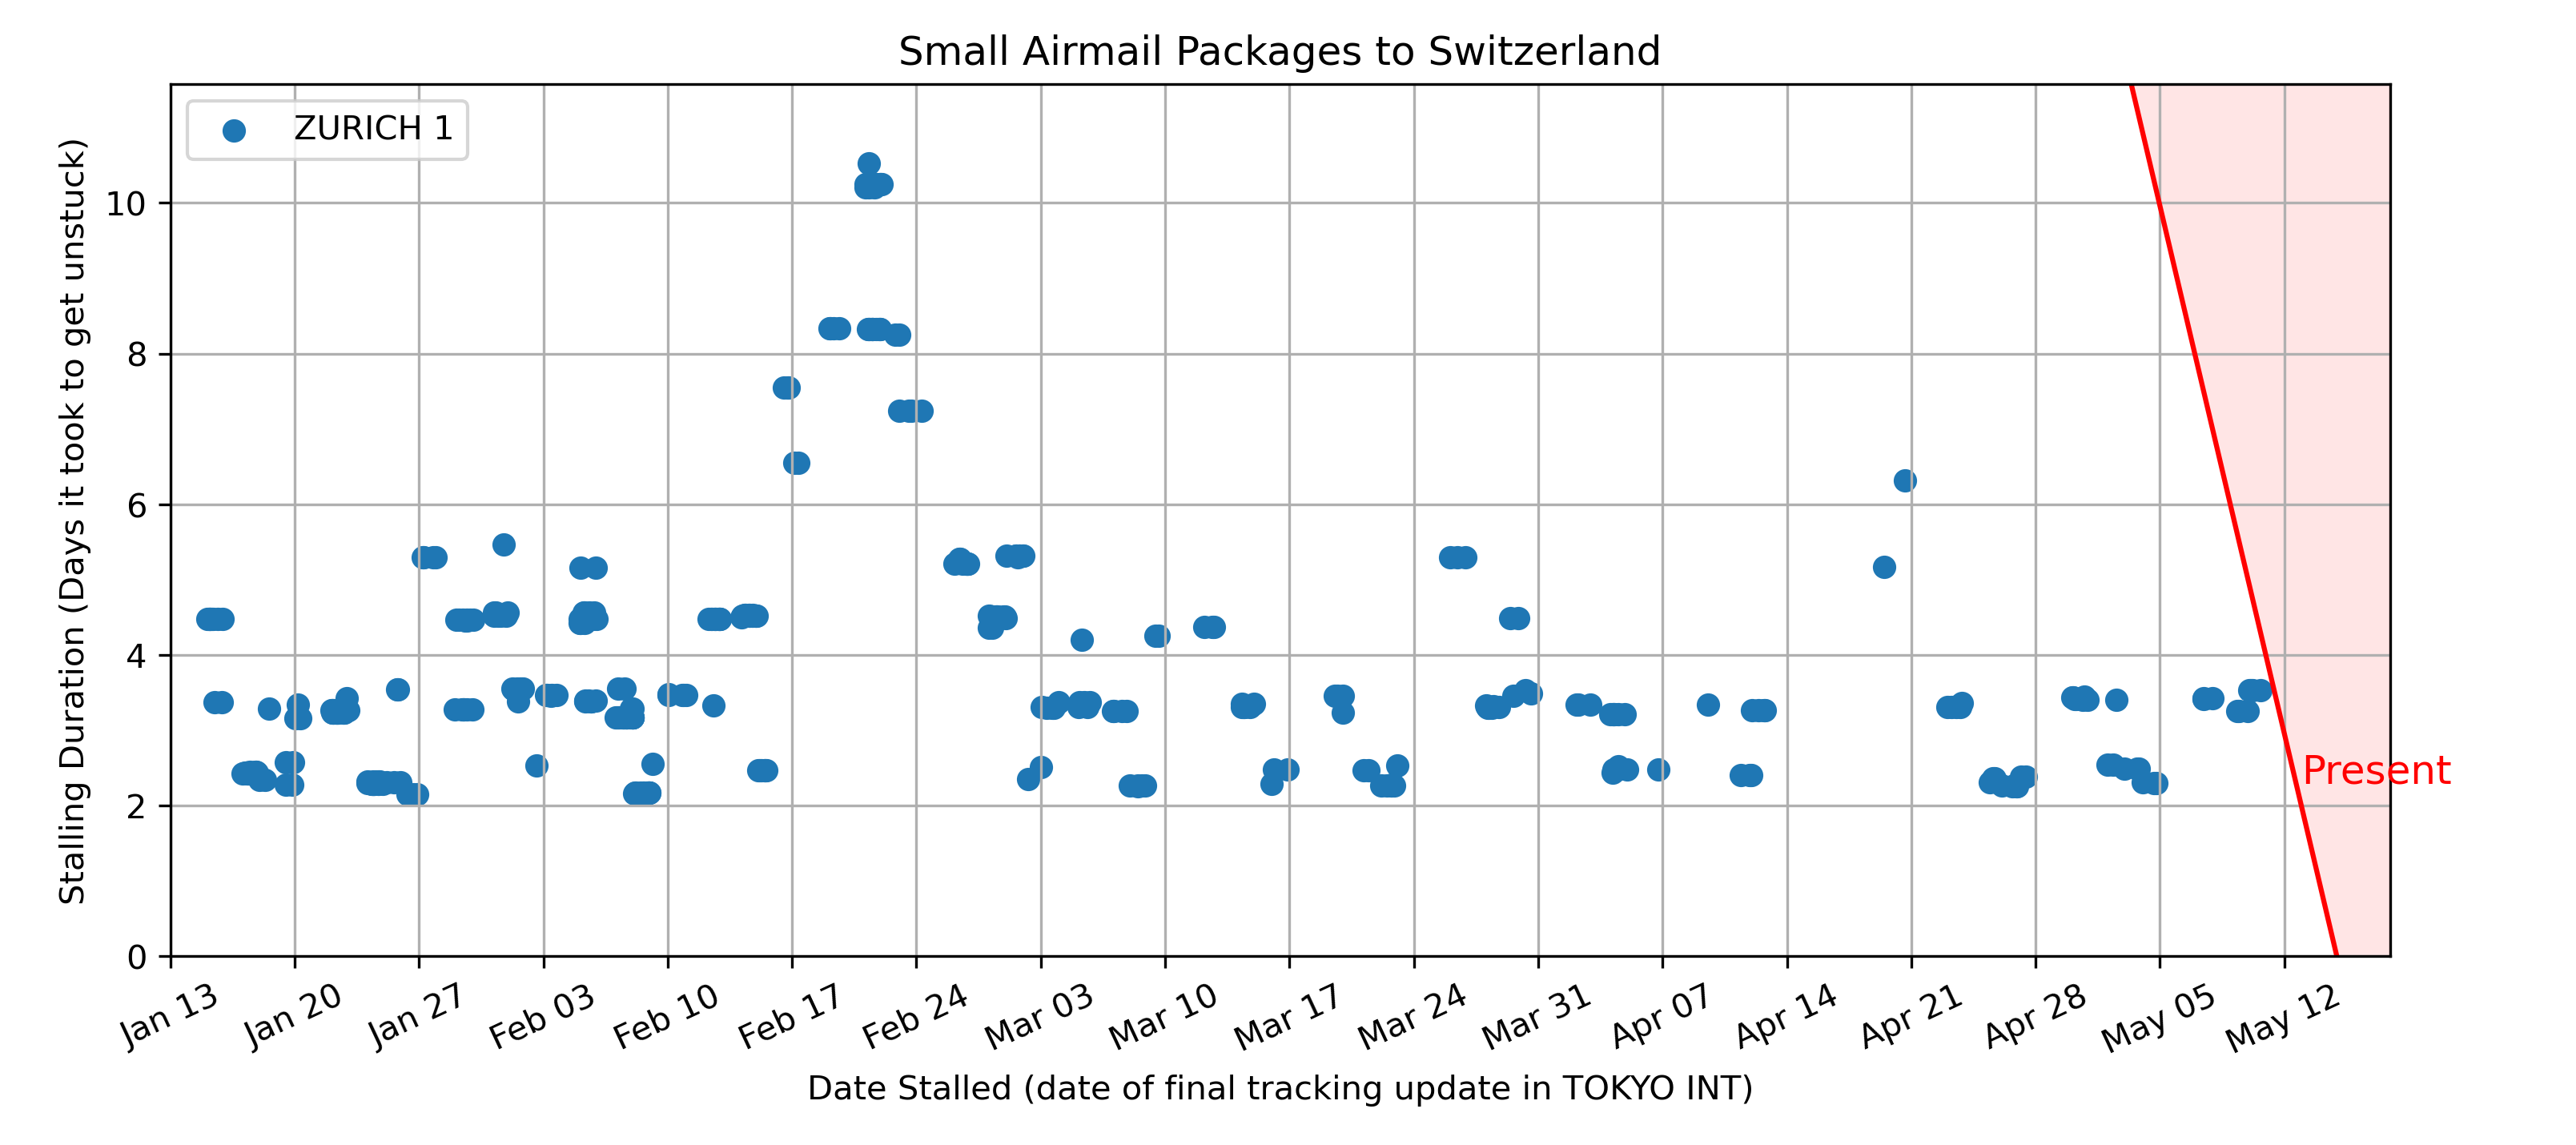 Small Airmail Packages to Switzerland
ZURICH 1
Stalling Duration (Days it took to get unstuck)
10
8
6
4
2
0
Present
Jan 13
Jan 20
Jan 27
Feb 03
Feb 10
Feb 17
Feb 24
Mar 03
Mar 10
Mar 17
Mar 24
Mar 31
Apr 07
Apr 14
Apr 21
Apr 28
May 05
May 12
Date Stalled (date of final tracking update in TOKYO INT)